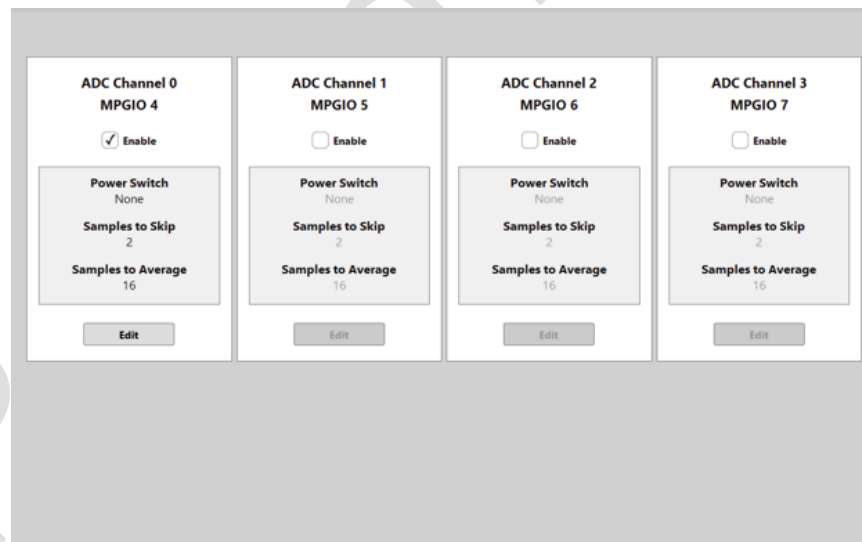 ADC Channel 0
MPGIO 4
Enable
Power Switch
None
Samples to Skip
2
Samples to Average
16
Edit
ADC Channel 1
MPGIO 5
Enable
Power Switch
None
Samples to Skip
2
Samples to Average
16
Edit
ADC Channel 2
MPGIO 6
Enable
Power Switch
None
Samples to Skip
2
Samples to Average
16
Edit
ADC Channel 3
MPGIO 7
Enable
Power Switch
None
Samples to Skip
2
Samples to Average
16
Edit